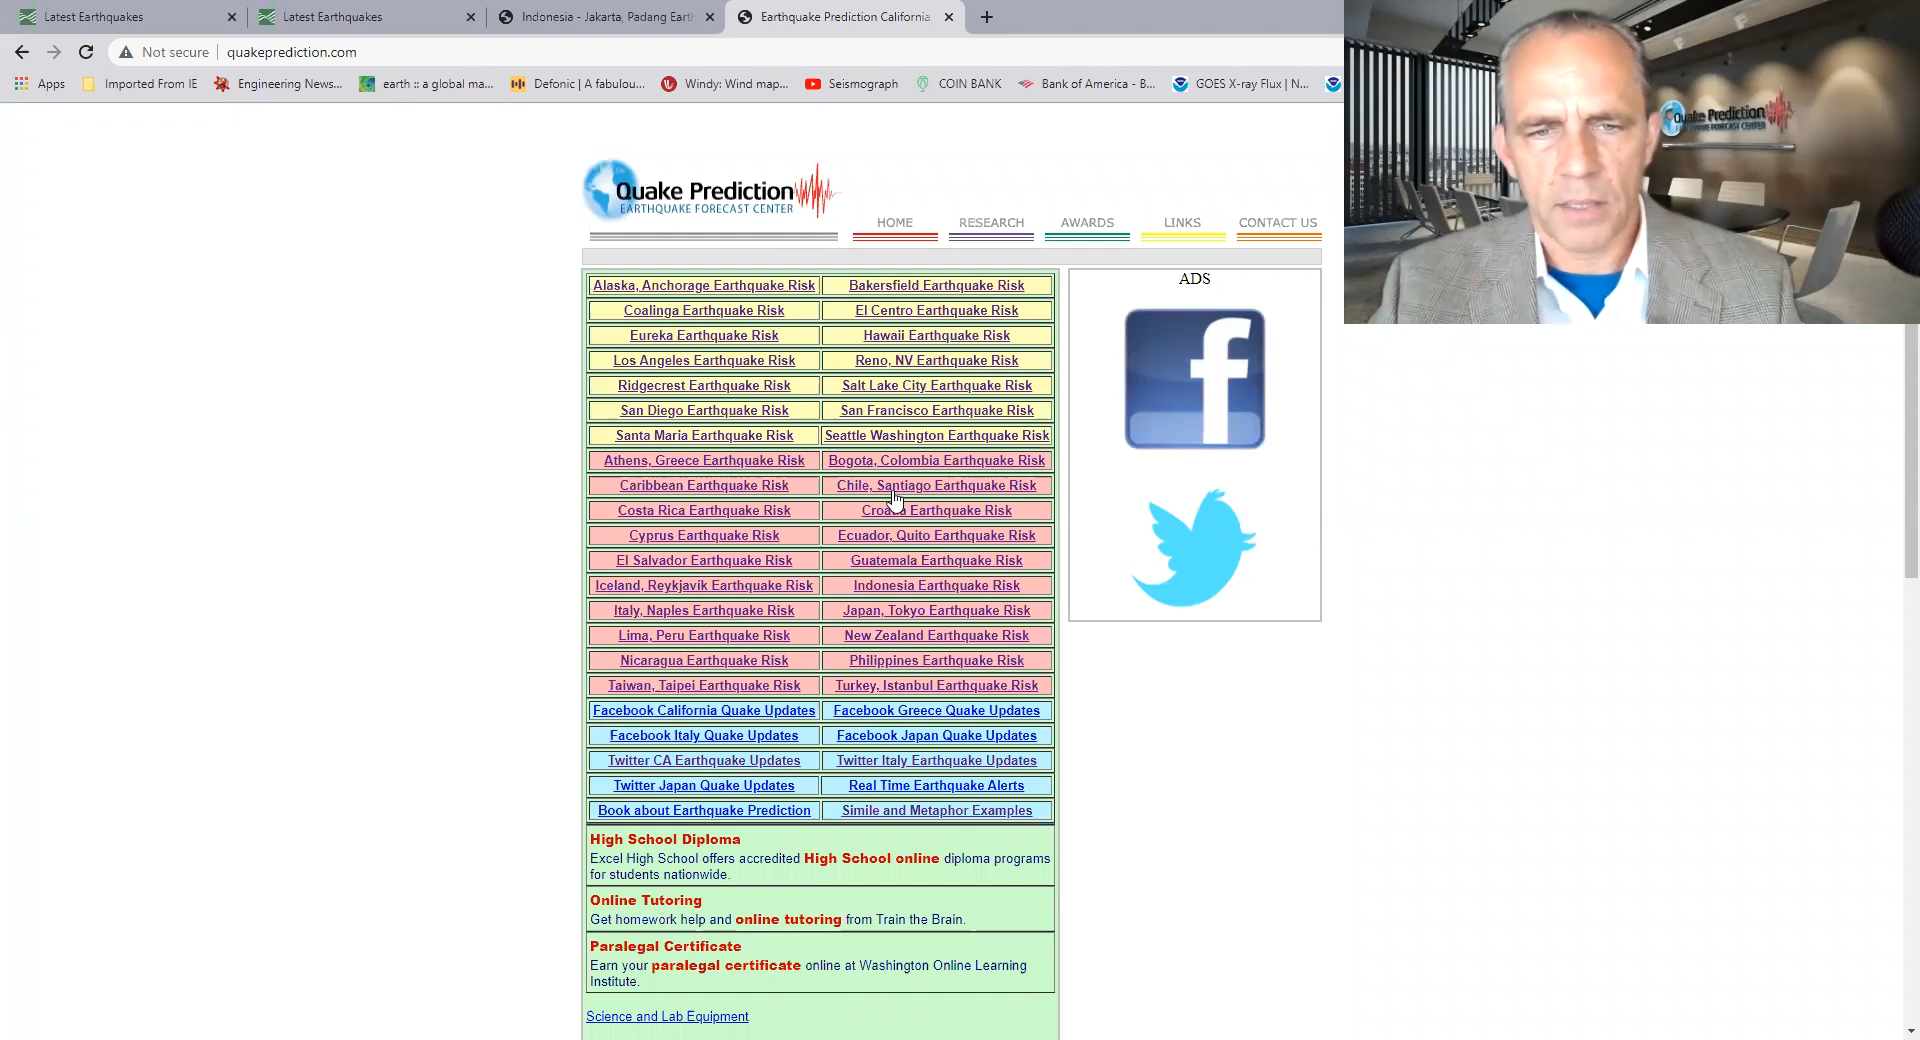 Latest Earthquakes
Latest Earthquakes
Indonesia - Jakarta, Padang Eart
Earthquake Prediction California
Not secure
quakeprediction.com
Apps
Imported From IE
Engineering News...
earth :: a global ma...
Defonic | A fabulou...
Windy: Wind map,...
Seismograph
COIN BANK
Bank of America - B...
GOES X-ray Flux | N...
Quake Prediction
EARTHQUAKE FORECAST CENTER
Quake Prediction
EARTHQUAKE FORECAST CENTER
HOME
RESEARCH
AWARDS
LINKS
CONTACT US
ADS
Alaska, Anchorage Earthquake Risk
Bakersfield Earthquake Risk
Coalinga Earthquake Risk
El Centro Earthquake Risk
Eureka Earthquake Risk
Hawaii Earthquake Risk
Los Angeles Earthquake Risk
Reno, NV Earthquake Risk
Ridgecrest Earthquake Risk
Salt Lake City Earthquake Risk
San Diego Earthquake Risk
San Francisco Earthquake Risk
Santa Maria Earthquake Risk
Seattle Washington Earthquake Risk
Athens, Greece Earthquake Risk
Bogota, Colombia Earthquake Risk
Caribbean Earthquake Risk
Chile, Santiago Earthquake Risk
Costa Rica Earthquake Risk
Croatia Earthquake Risk
Cyprus Earthquake Risk
Ecuador, Quito Earthquake Risk
El Salvador Earthquake Risk
Guatemala Earthquake Risk
Iceland, Reykjavík Earthquake Risk
Indonesia Earthquake Risk
Italy, Naples Earthquake Risk
Japan, Tokyo Earthquake Risk
Lima, Peru Earthquake Risk
New Zealand Earthquake Risk
Nicaragua Earthquake Risk
Philippines Earthquake Risk
Taiwan, Taipei Earthquake Risk
Turkey, Istanbul Earthquake Risk
Facebook California Quake Updates
Facebook Greece Quake Updates
Facebook Italy Quake Updates
Facebook Japan Quake Updates
Twitter CA Earthquake Updates
Twitter Italy Earthquake Updates
Twitter Japan Quake Updates
Real Time Earthquake Alerts
Book about Earthquake Prediction
Simile and Metaphor Examples
High School Diploma
Excel High School offers accredited High School online diploma programs
for students nationwide.
Online Tutoring
Get homework help and online tutoring from Train the Brain.
Paralegal Certificate
Earn your paralegal certificate online at Washington Online Learning
Institute.
Science and Lab Equipment